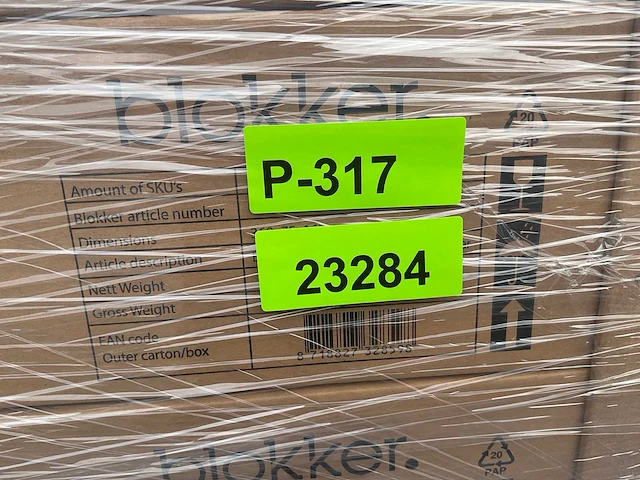 blokker.
20
PAP
P-317
Amount of SKU's
Blokker article number
Dimensions
Article description
23284
Nett Weight
Gross Weight
EAN code
Outer carton/box
blokker.
20
PAP